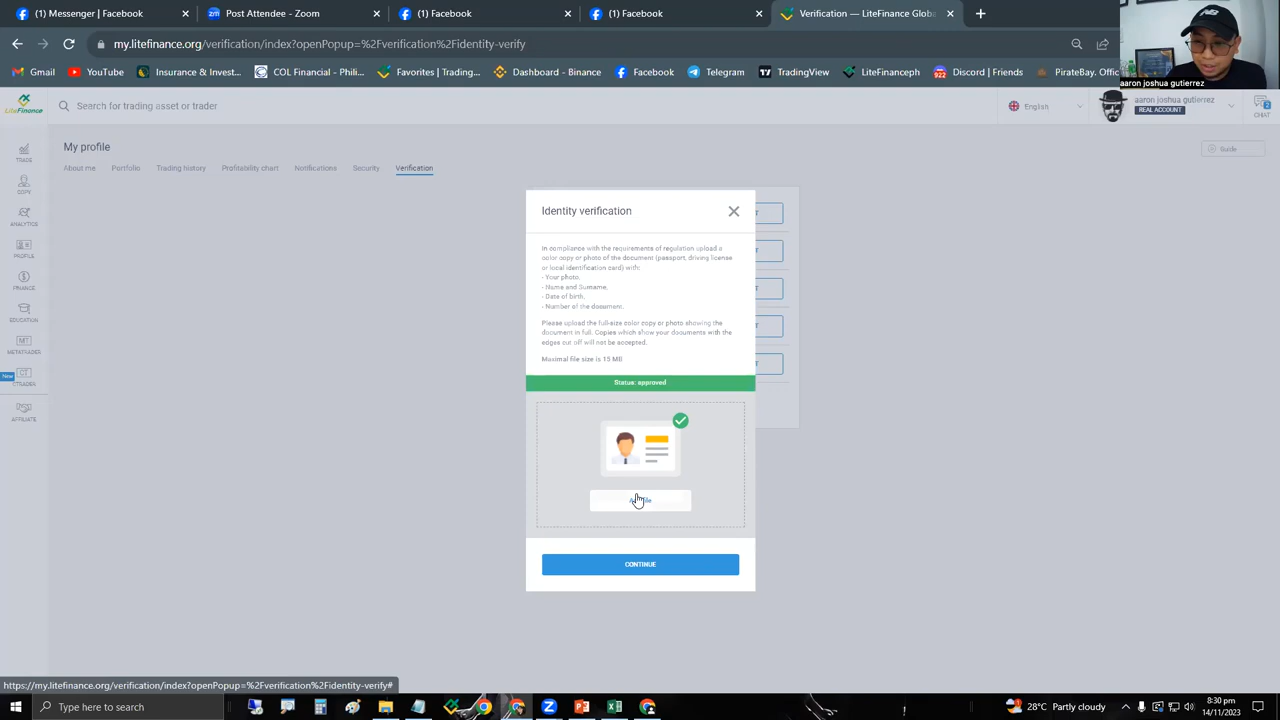 (1) Messenger | Facebook
Post Attendee - Zoom
(1) Facebook
(1) Facebook
Verification — LiteFinance Globa
my.litefinance.org/verification/index?openPopup=%2Fverification%2Fidentity-verify
Gmail
YouTube
Insurance & Invest...
COL Financial - Phili...
Favorites | Trading...
Dashboard - Binance
Facebook
Telegram
TradingView
LiteFinanceph
Discord | Friends
PirateBay. Offici
aaron joshua gutierrez
LiteFinance
Search for trading asset or trader
English
aaron joshua gutierrez
REAL ACCOUNT
CHAT
My profile
Guide
About me
Portfolio
Trading history
Profitability chart
Notifications
Security
Verification
TRADE
COPY
ANALYTICS
PROFILE
FINANCE
EDUCATION
METATRADER
New
CTRADER
AFFILIATE
Identity verification
In compliance with the requirements of regulation upload a
color copy or photo of the document (passport, driving license
or local identification card) with:
- Your photo,
- Name and Surname,
- Date of birth,
- Number of the document.
Please upload the full-size color copy or photo showing the
document in full. Copies which show your documents with the
edges cut off will not be accepted.
Maximal file size is 15 MB
Status: approved
CONTINUE
https://my.litefinance.org/verification/index?openPopup=%2Fverification%2Fidentity-verify#
Type here to search
28°C Partly cloudy
8:30 pm
14/11/2023